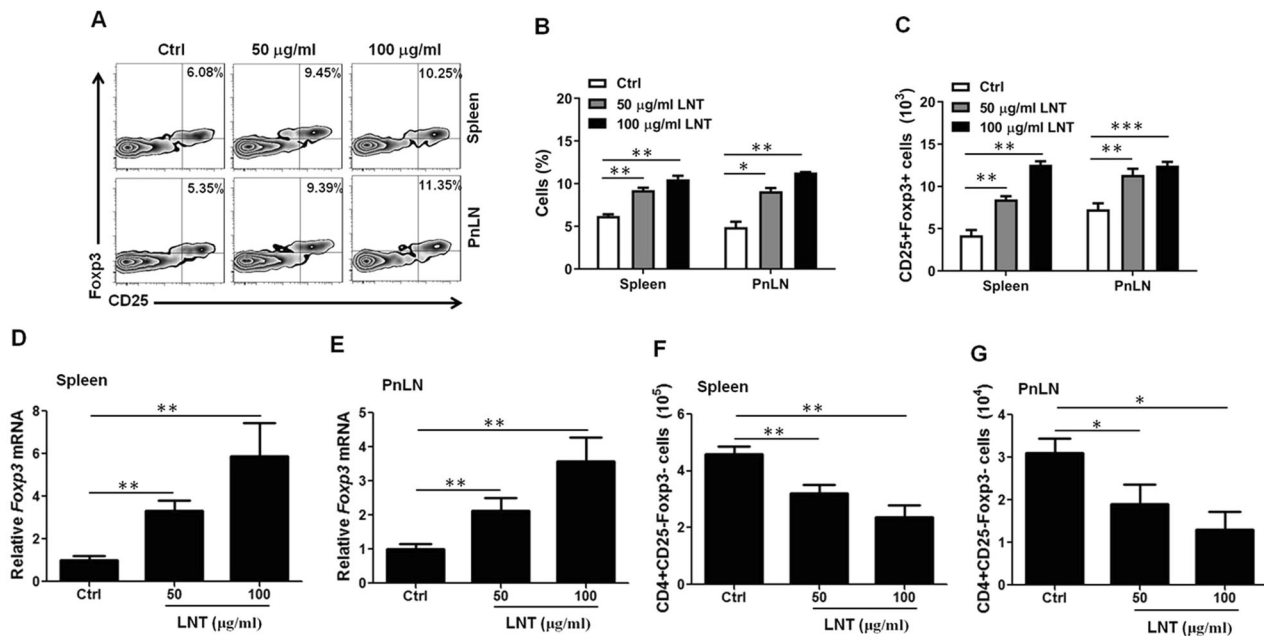 A
Ctrl
50 µg/ml
100 µg/ml
6.08%
9.45%
10.25%
Spleen
5.35%
9.39%
11.35%
PnLN
Foxp3
CD25
B
Ctrl
50 µg/ml LNT
100 µg/ml LNT
Cells (%)
20
15
10
5
0
** ** ** *
Spleen PnLN
C
Ctrl
50 µg/ml LNT
100 µg/ml LNT
CD25+Foxp3+ cells (10³)
15
10
5
0
** ** *** **
Spleen PnLN
D
Spleen
Relative Foxp3 mRNA
8
6
4
2
0
**
**
Ctrl 50 100
LNT (µg/ml)
E
PnLN
Relative Foxp3 mRNA
5
4
3
2
1
0
**
**
Ctrl 50 100
LNT (µg/ml)
F
Spleen
CD4+CD25-Foxp3- cells (10⁵)
6
4
2
0
**
**
Ctrl 50 100
LNT (µg/ml)
G
PnLN
CD4+CD25-Foxp3- cells (10⁴)
4
3
2
1
0
*
*
Ctrl 50 100
LNT (µg/ml)